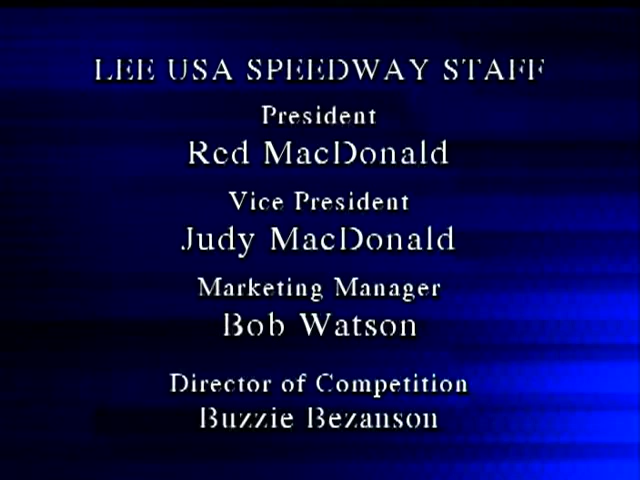 LEE USA SPEEDWAY STAFF
President
Red MacDonald
Vice President
Judy MacDonald
Marketing Manager
Bob Watson
Director of Competition
Buzzie Bezanson